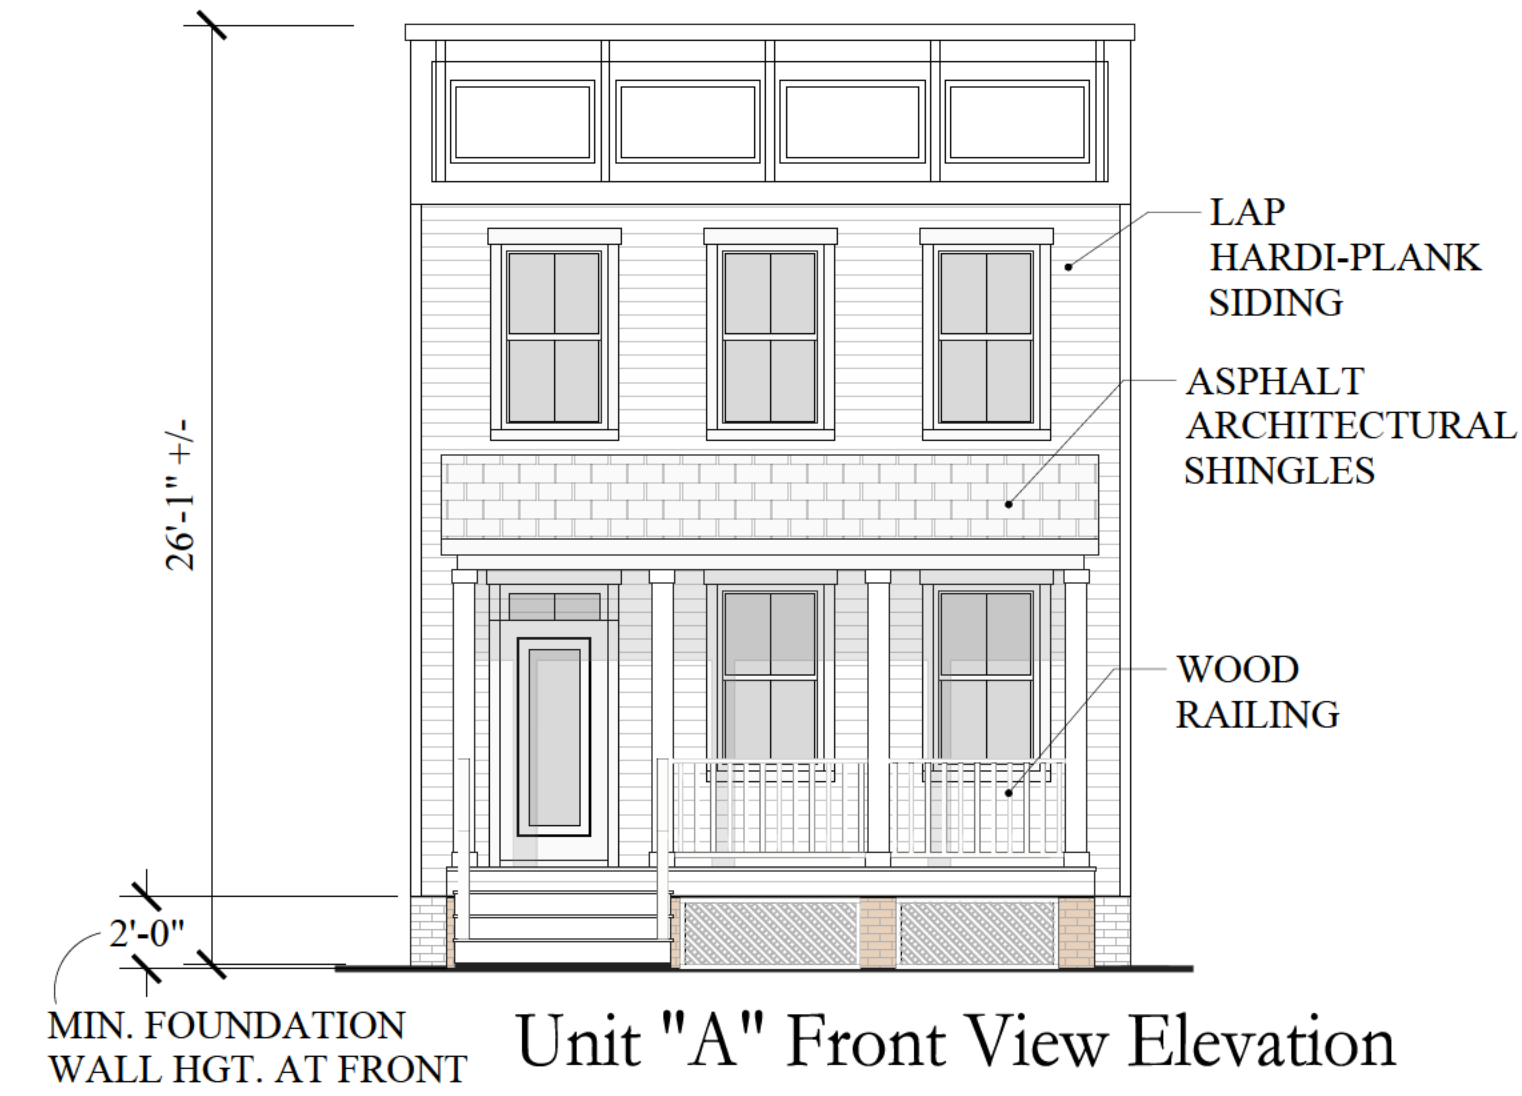 LAP
HARDI-PLANK
SIDING
ASPHALT
ARCHITECTURAL
SHINGLES
26'-1" +/-
WOOD
RAILING
2'-0"
MIN. FOUNDATION
WALL HGT. AT FRONT
Unit "A" Front View Elevation